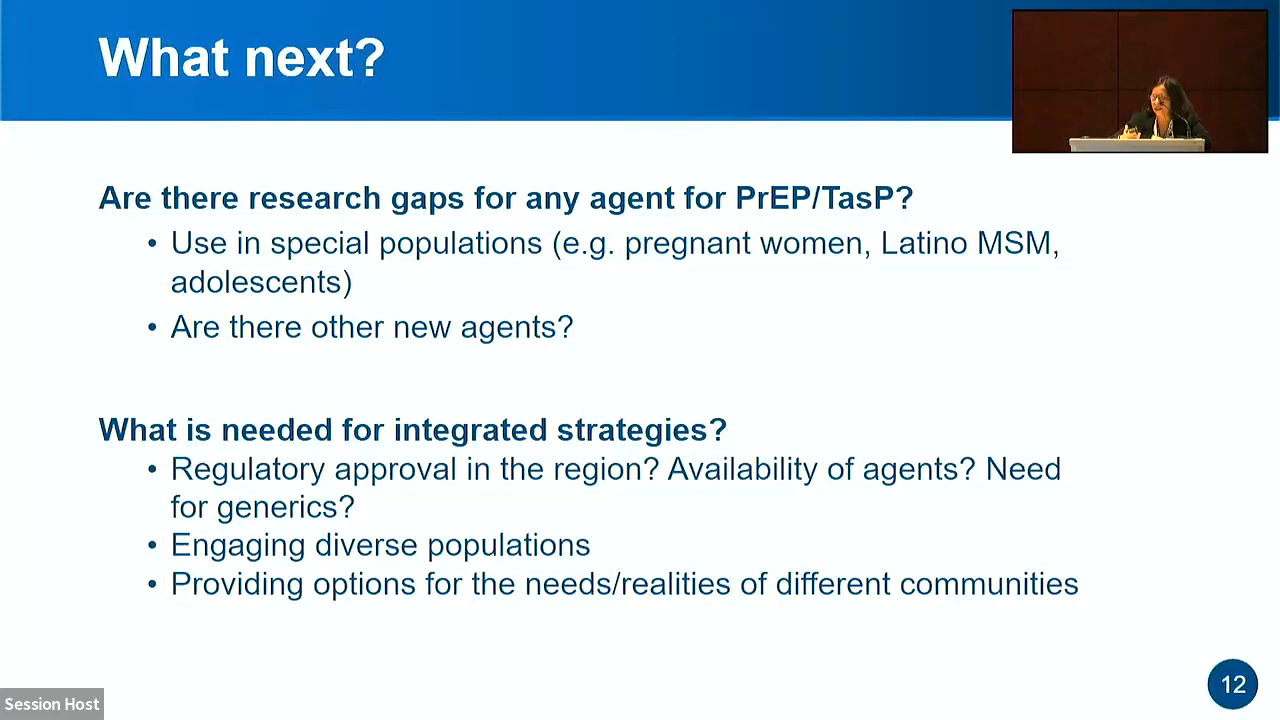 What next?
Are there research gaps for any agent for PrEP/TasP?
• Use in special populations (e.g. pregnant women, Latino MSM,
adolescents)
• Are there other new agents?
What is needed for integrated strategies?
• Regulatory approval in the region? Availability of agents? Need
for generics?
• Engaging diverse populations
• Providing options for the needs/realities of different communities
12
Session Host